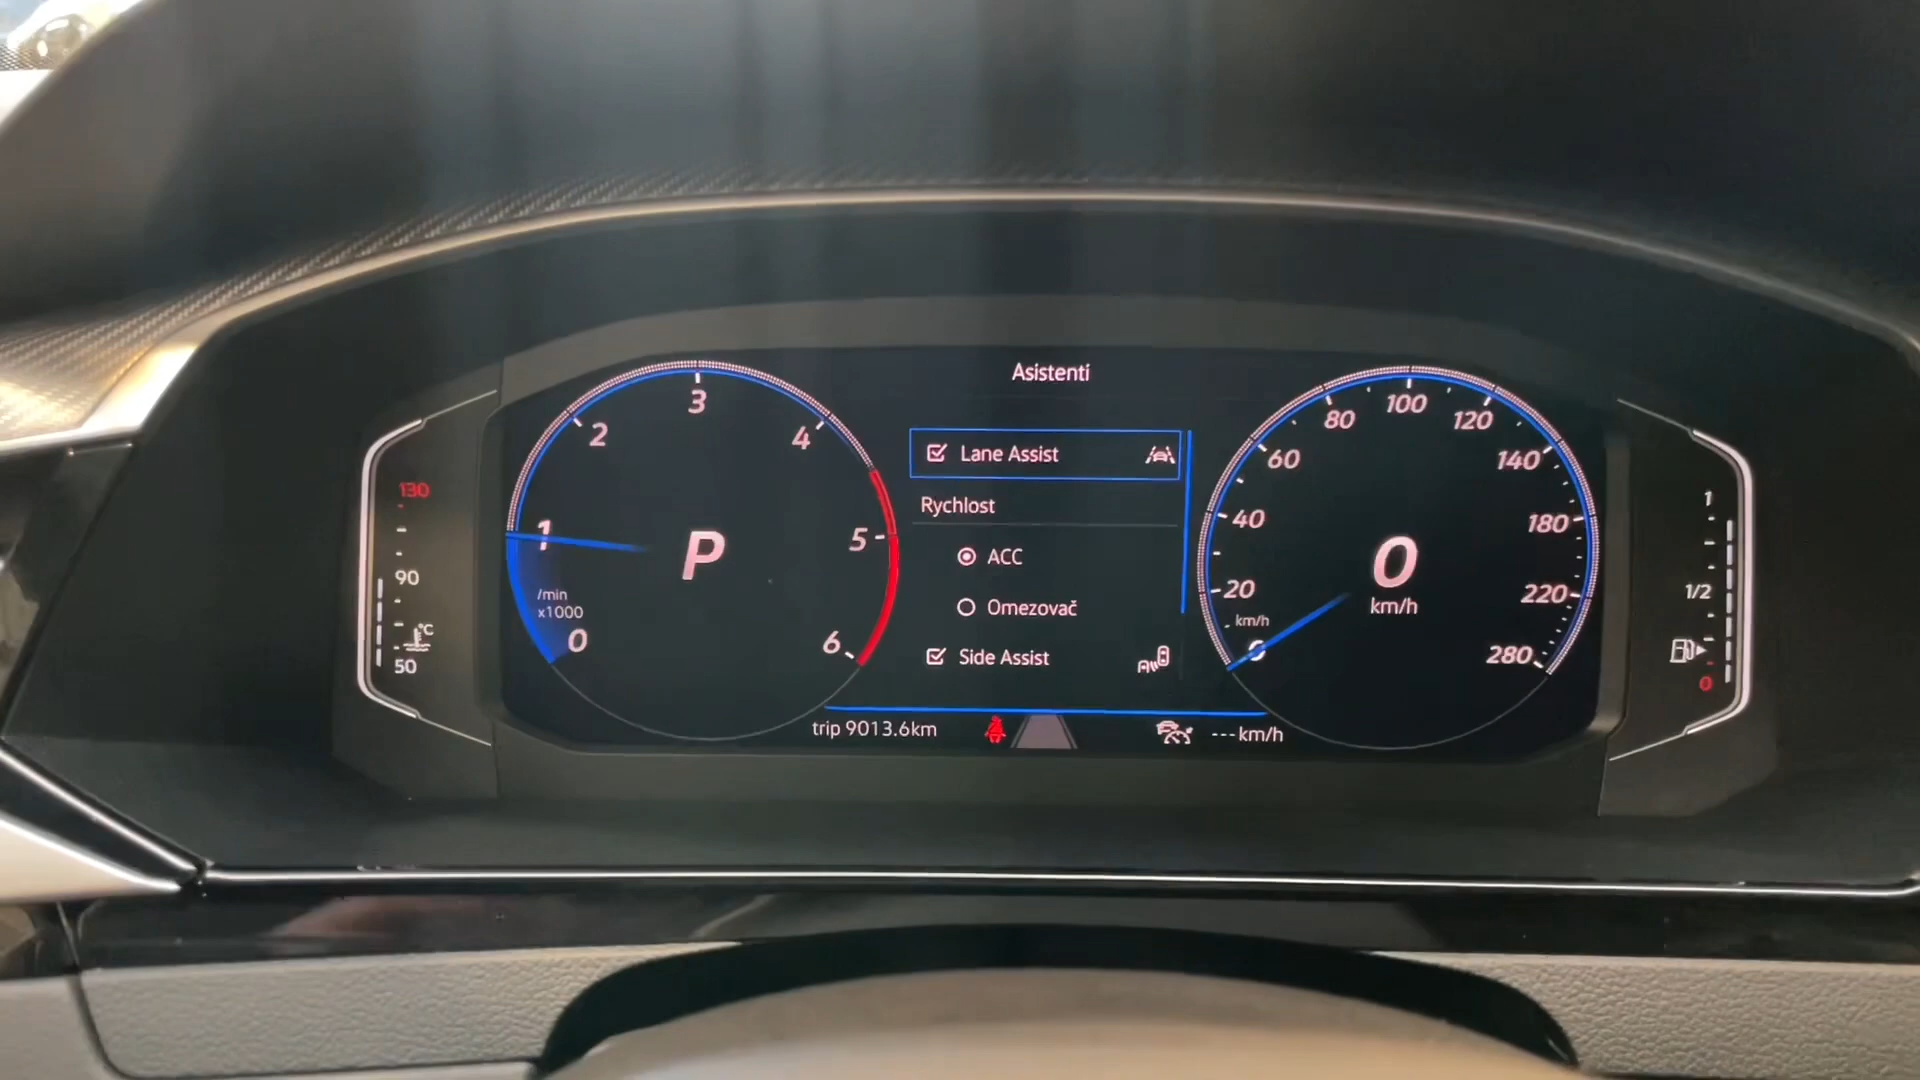 Asistenti
Lane Assist
Rychlost
ACC
Omezovač
Side Assist
trip 9013.6km
---km/h
130
90
°C
50
0
1
2
3
4
5
6
/min
x1000
P
0
20
40
60
80
100
120
140
180
220
280
km/h
0
km/h
1
1/2
0